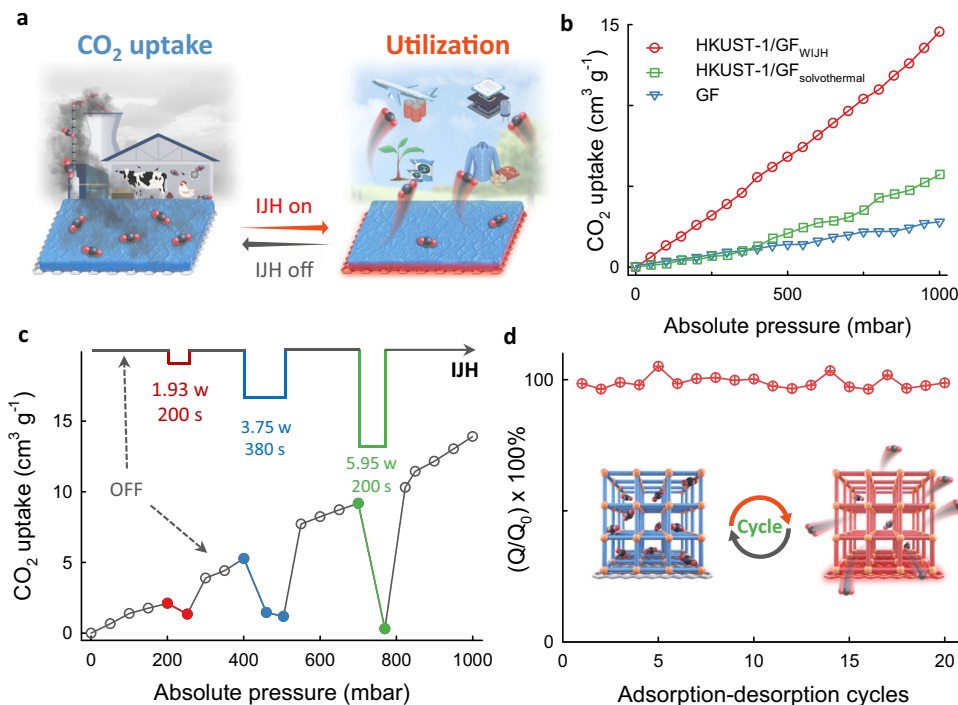 a
CO₂ uptake
Utilization
IJH on
IJH off
b
15
0
CO₂ uptake (cm³ g⁻¹)
HKUST-1/GF_WIJH
HKUST-1/GF_solvothermal
GF
0
500
1000
Absolute pressure (mbar)
c
IJH
1.93 w
200 s
3.75 w
380 s
5.95 w
200 s
OFF
15
10
5
0
CO₂ uptake (cm³ g⁻¹)
0
200
400
600
800
1000
Absolute pressure (mbar)
d
100
0
(Q/Q₀) x 100%
Cycle
0
5
10
15
20
Adsorption-desorption cycles